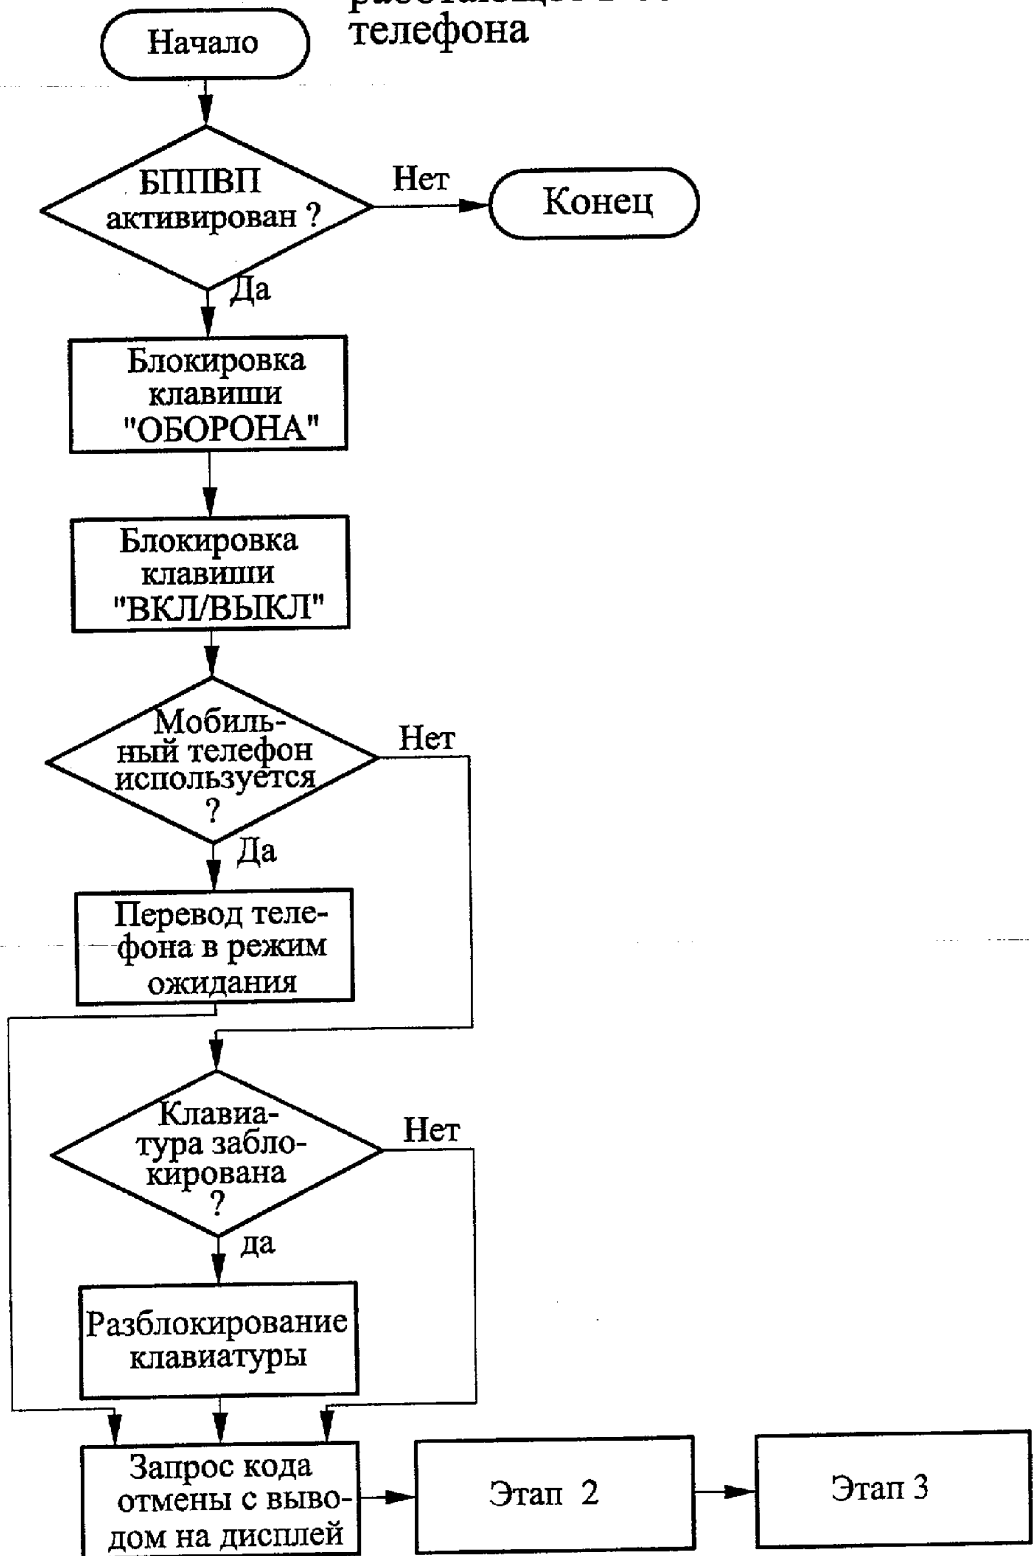 телефона
Начало
БППВП
активирован ?
Нет
Конец
Да
Блокировка
клавиши
"ОБОРОНА"
Блокировка
клавиши
"ВКЛ/ВЫКЛ"
Мобиль-
ный телефон
используется
?
Нет
Да
Перевод теле-
фона в режим
ожидания
Клавиа-
тура забло-
кирована
?
Нет
да
Разблокирование
клавиатуры
Запрос кода
отмены с выво-
дом на дисплей
Этап 2
Этап 3